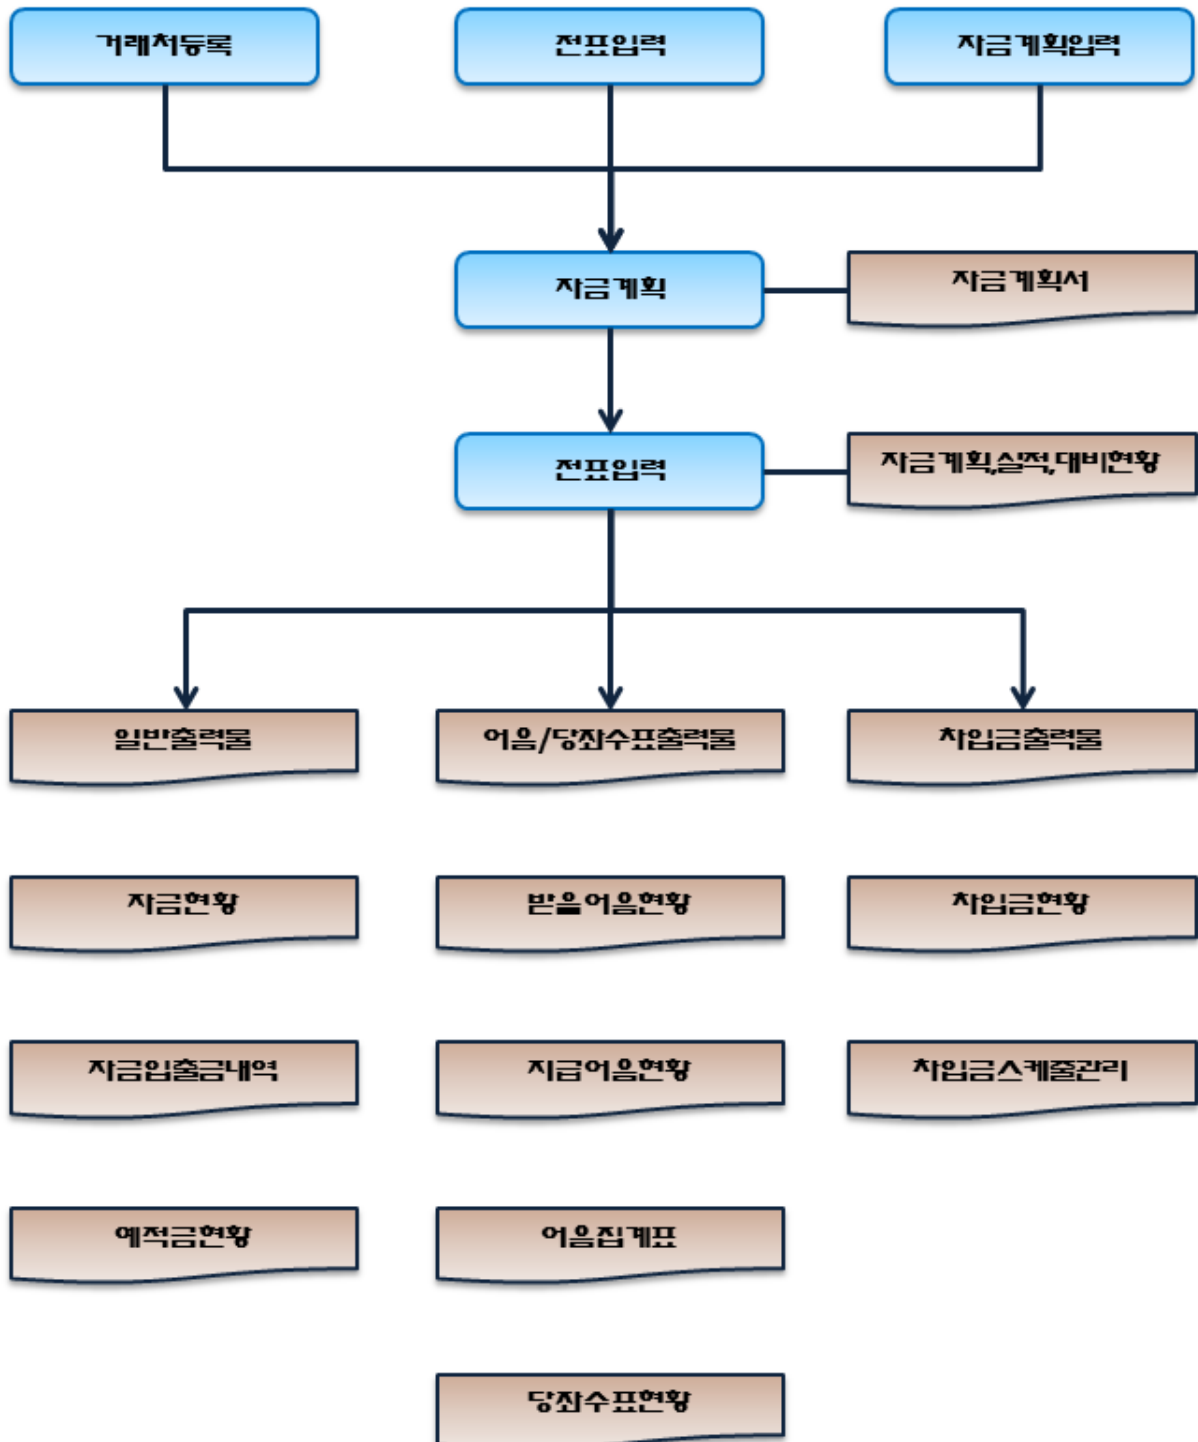 거래처등록
전표입력
자금계획입력
자금계획
자금계획서
전표입력
자금계획,실적,대비현황
일반출력물
어음/당좌수표출력물
차입금출력물
자금현황
받을어음현황
차입금현황
자금입출금내역
지급어음현황
차입금스케줄관리
예적금현황
어음집계표
당좌수표현황